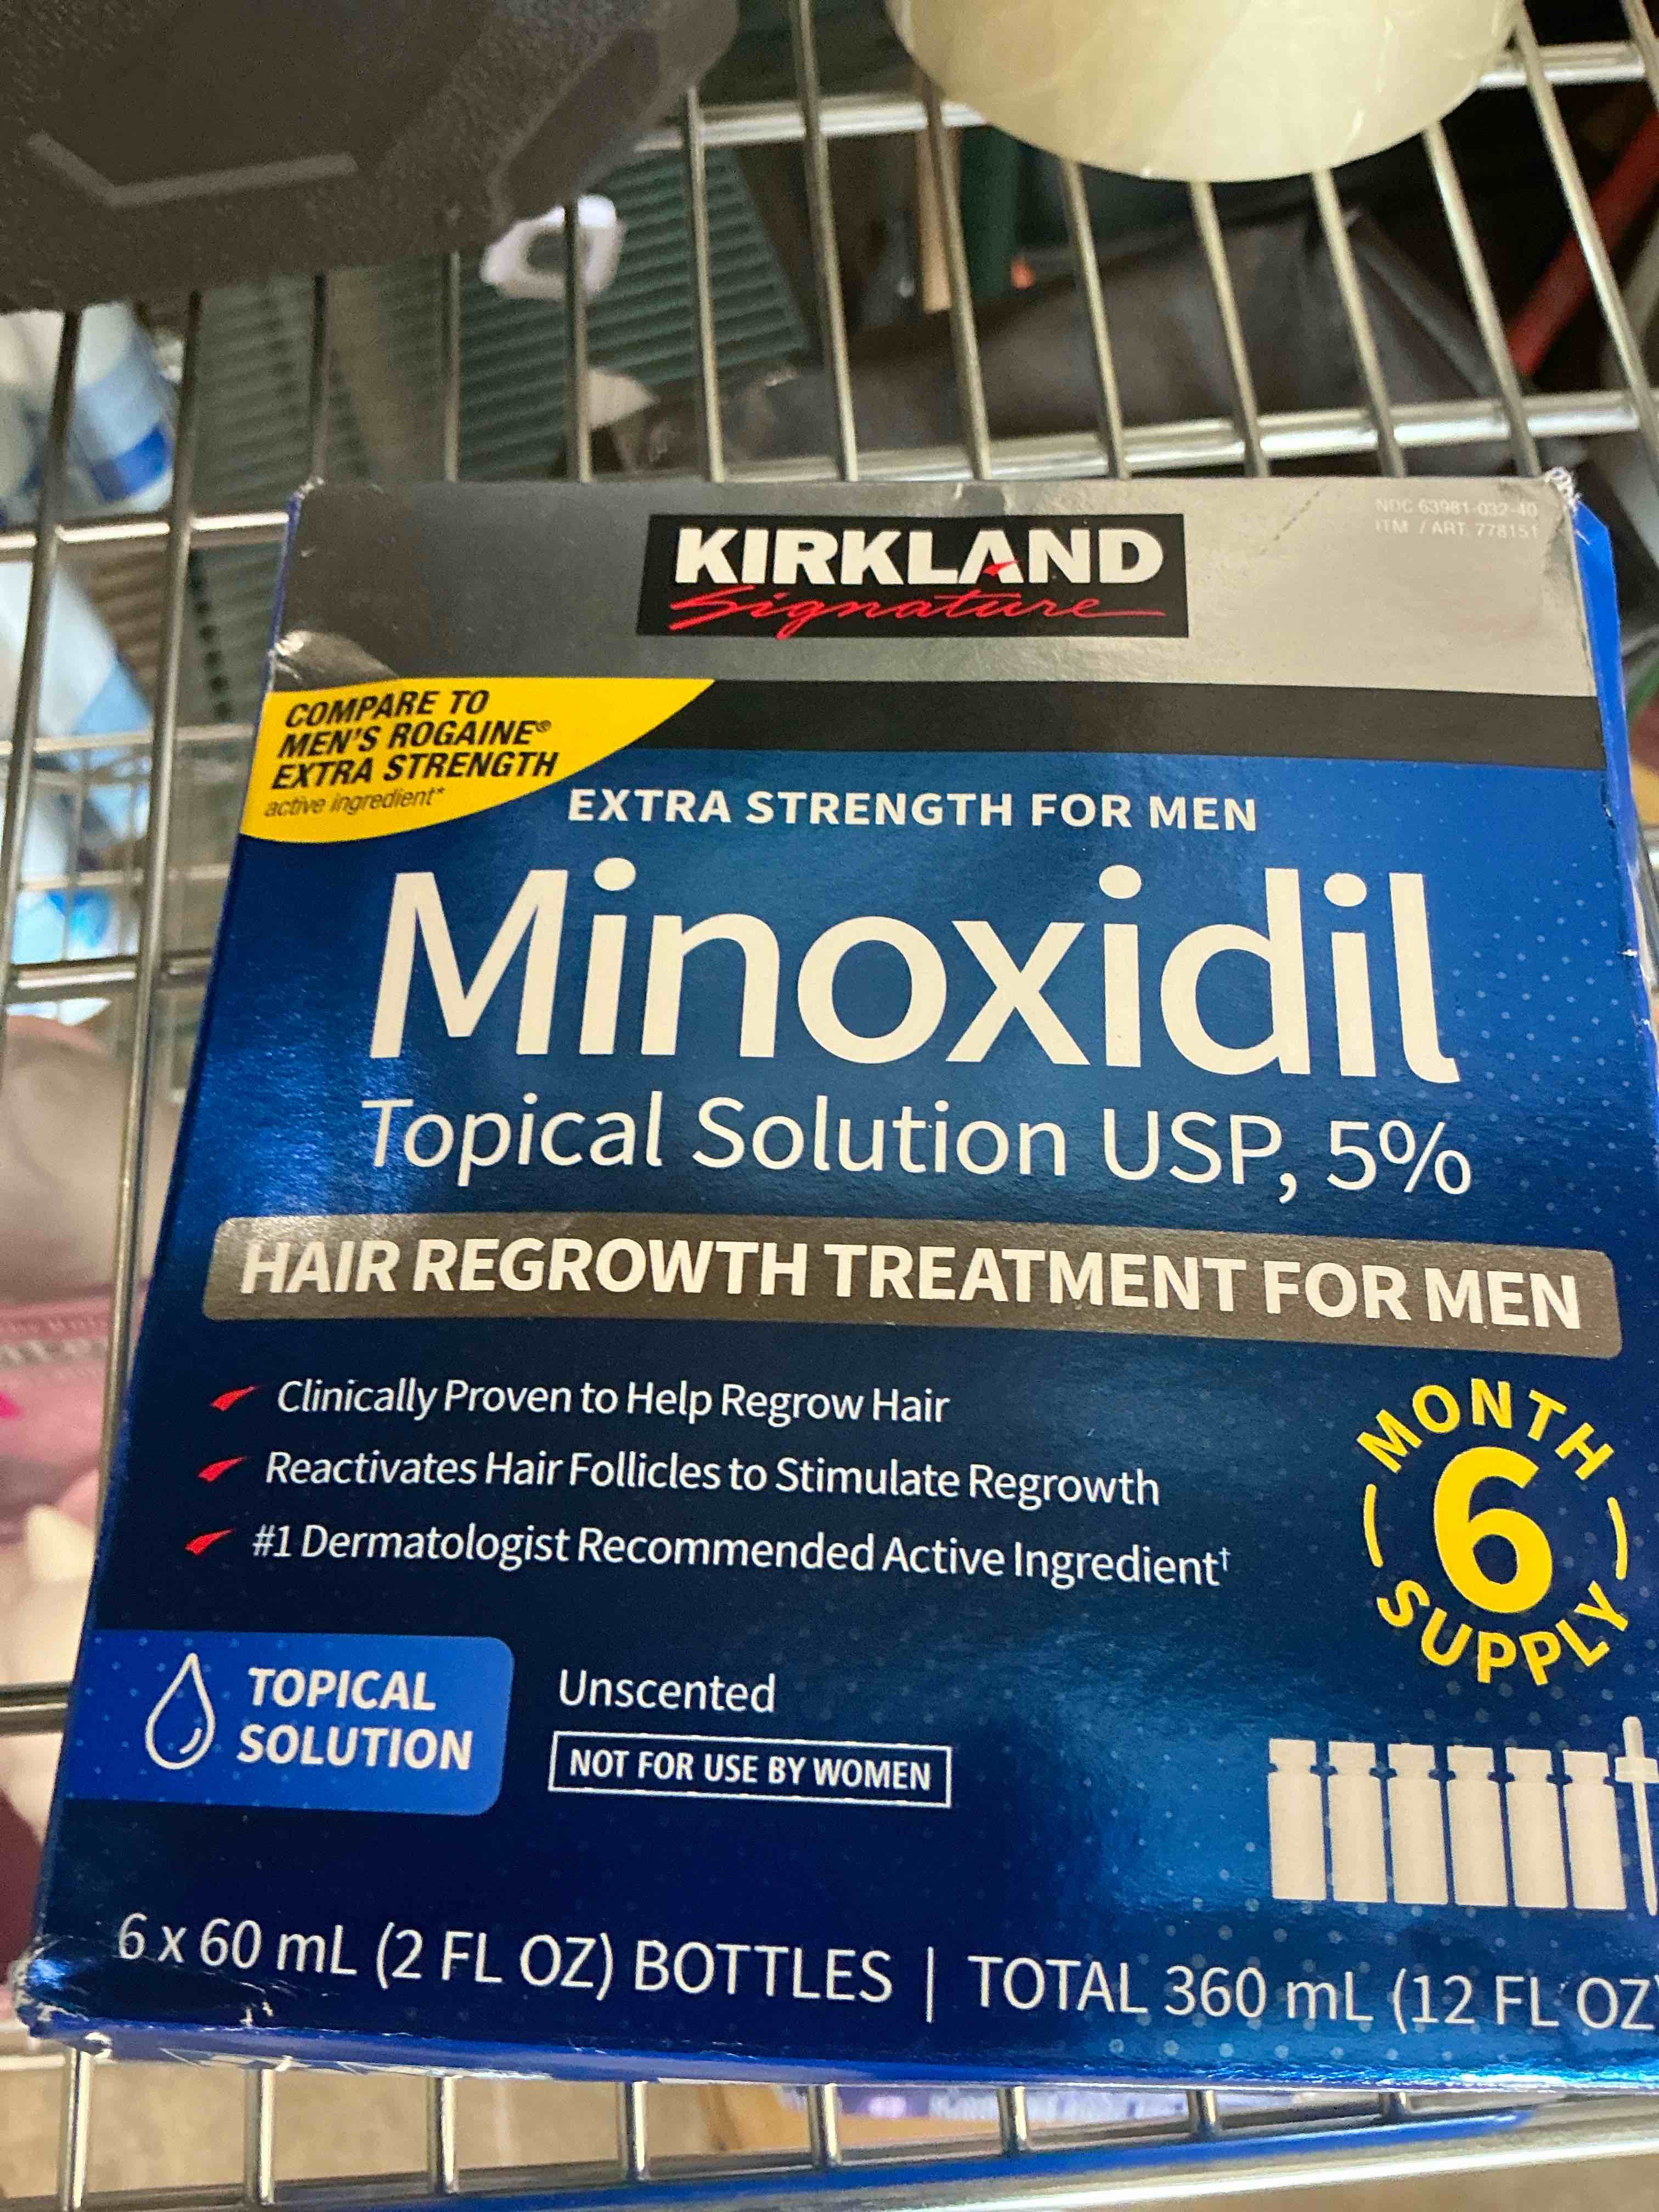 NDC 63981-032-40
ITM / ART. 778151
KIRKLAND
Signature
COMPARE TO
MEN'S ROGAINE®
EXTRA STRENGTH
active ingredient*
EXTRA STRENGTH FOR MEN
Minoxidil
Topical Solution USP, 5%
HAIR REGROWTH TREATMENT FOR MEN
Clinically Proven to Help Regrow Hair
Reactivates Hair Follicles to Stimulate Regrowth
#1 Dermatologist Recommended Active Ingredient†
MONTH
6
SUPPLY
TOPICAL
SOLUTION
Unscented
NOT FOR USE BY WOMEN
6 x 60 mL (2 FL OZ) BOTTLES | TOTAL 360 mL (12 FL OZ